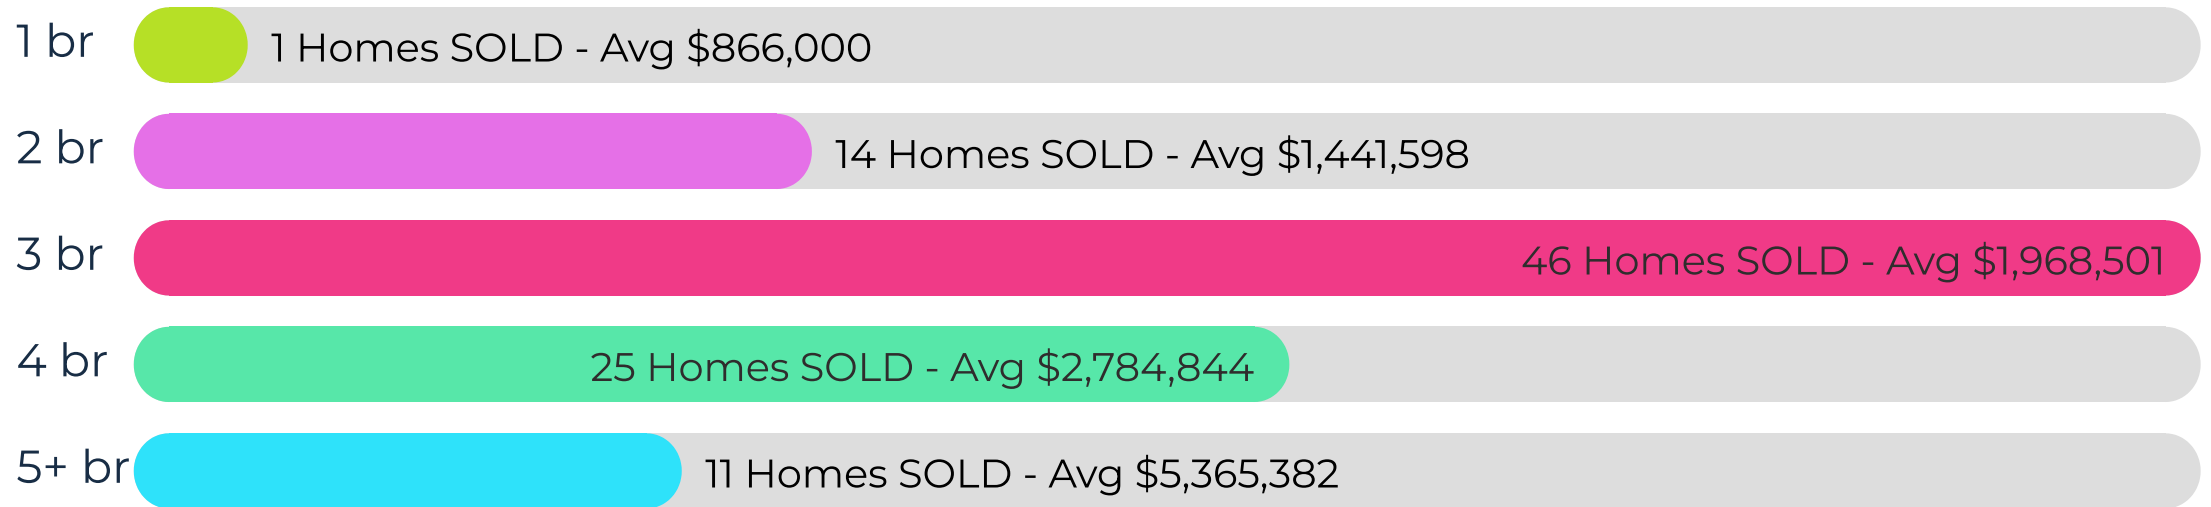 1 br 1 Homes SOLD - Avg $866,000
2 br 14 Homes SOLD - Avg $1,441,598
3 br 46 Homes SOLD - Avg $1,968,501
4 br 25 Homes SOLD - Avg $2,784,844
5+ br 11 Homes SOLD - Avg $5,365,382